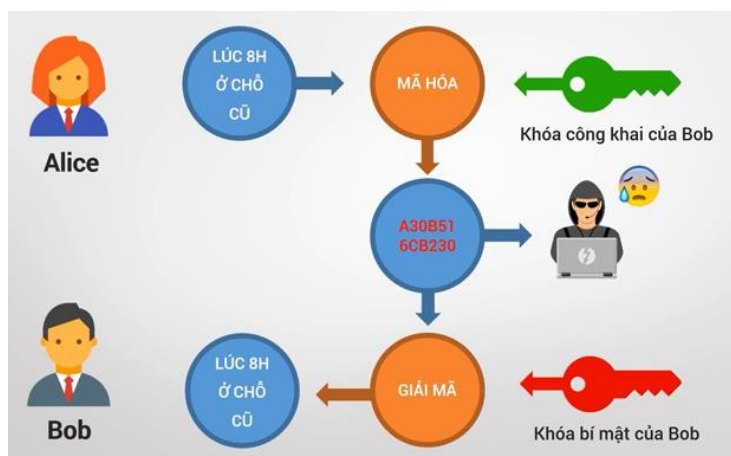 LÚC 8H
Ở CHỖ
CŨ
MÃ HÓA
Khóa công khai của Bob
Alice
A30B51
6CB230
LÚC 8H
Ở CHỖ
CŨ
GIẢI MÃ
Bob
Khóa bí mật của Bob